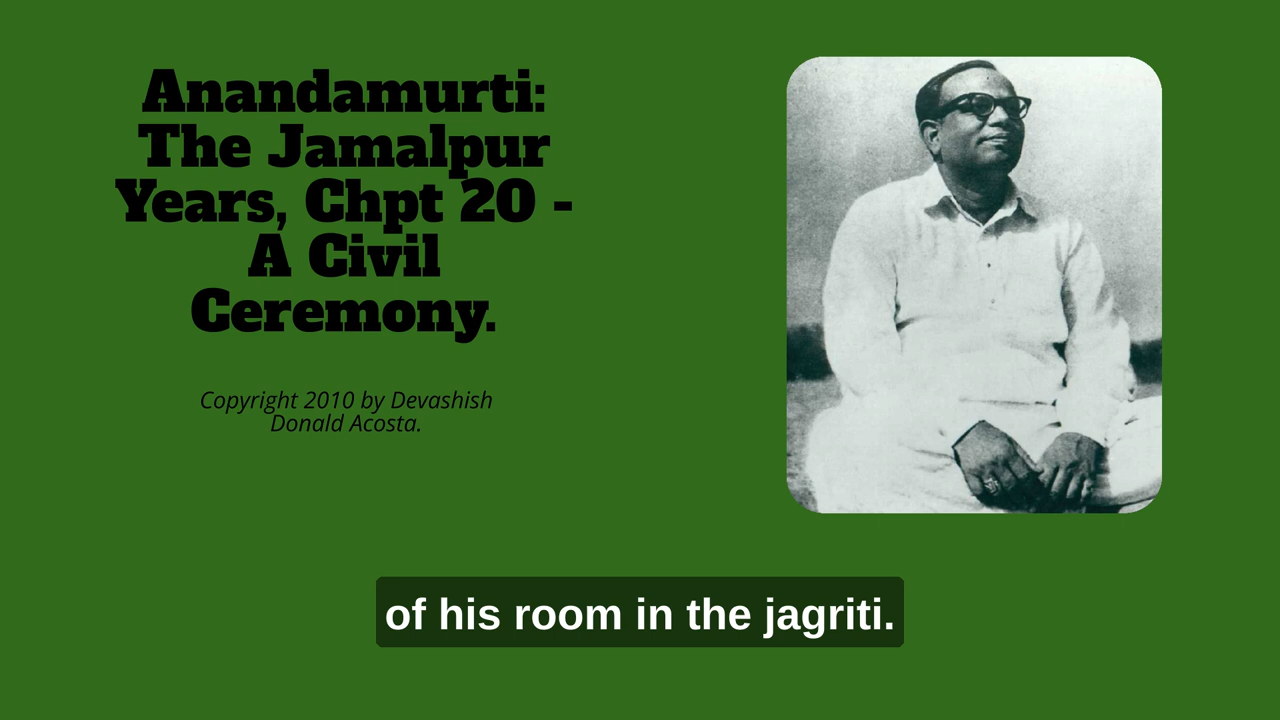 Anandamurti:
The Jamalpur
Years, Chpt 20 -
A Civil
Ceremony.
Copyright 2010 by Devashish
Donald Acosta.
of his room in the jagriti.